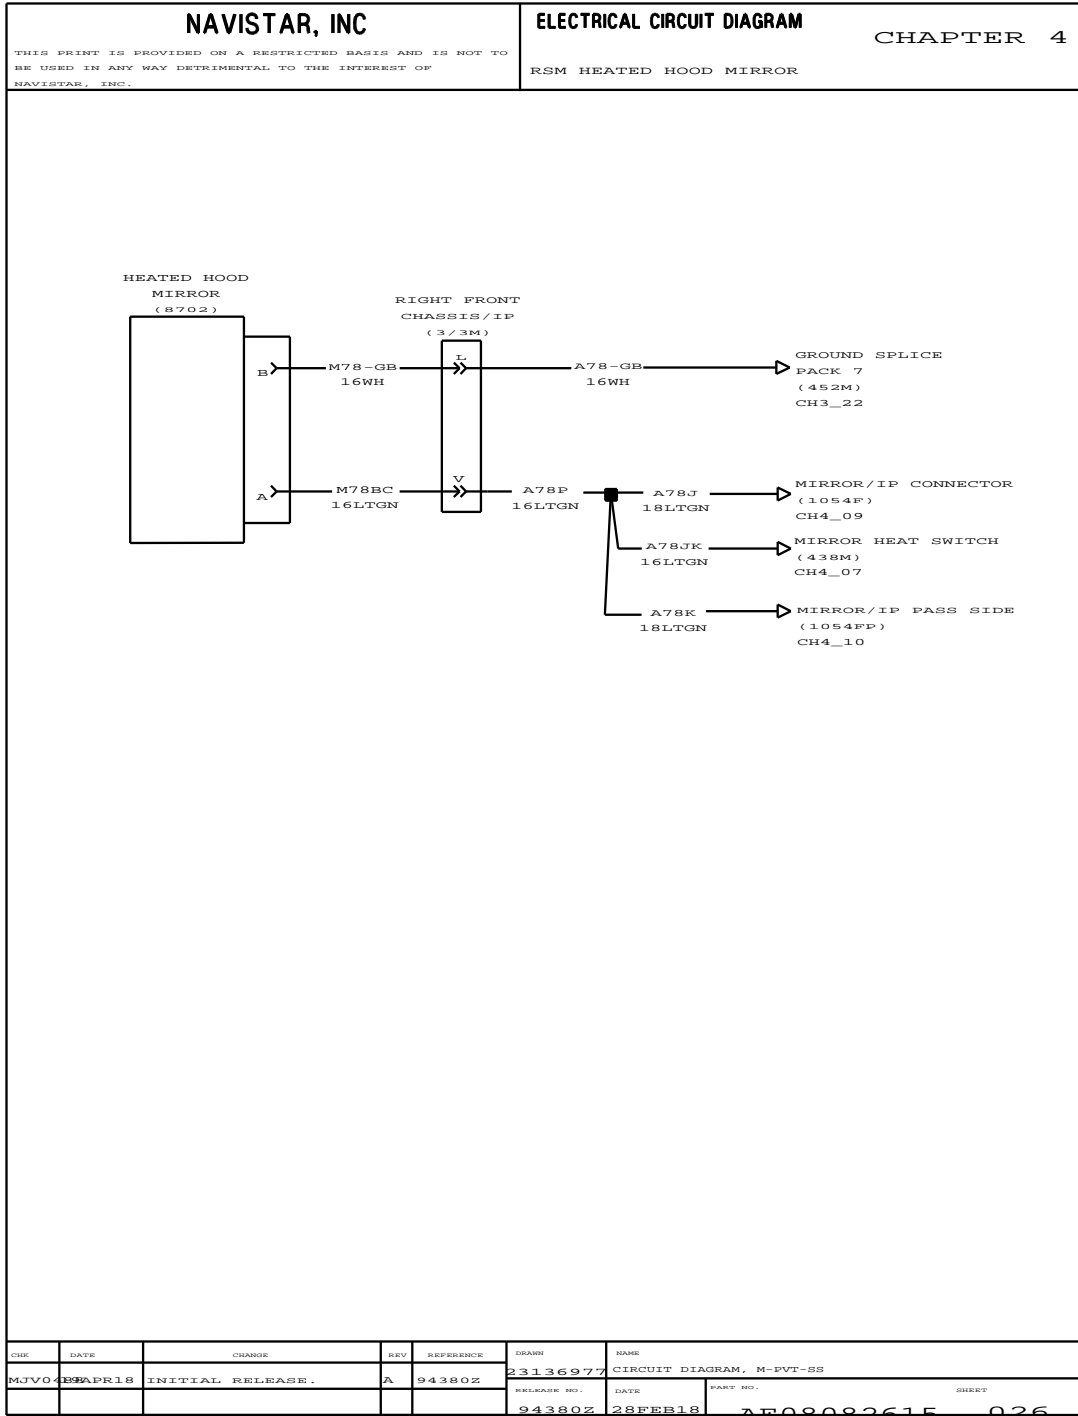 NAVISTAR, INC
THIS PRINT IS PROVIDED ON A RESTRICTED BASIS AND IS NOT TO
BE USED IN ANY WAY DETRIMENTAL TO THE INTEREST OF
NAVISTAR, INC.
ELECTRICAL CIRCUIT DIAGRAM
CHAPTER 4
RSM HEATED HOOD MIRROR
HEATED HOOD
MIRROR
(8702)
RIGHT FRONT
CHASSIS/IP
(3/3M)
B
M78-GB
16WH
L
A78-GB
16WH
GROUND SPLICE
PACK 7
(452M)
CH3_22
A
M78BC
16LTGN
V
A78P
16LTGN
A78J
18LTGN
MIRROR/IP CONNECTOR
(1054F)
CH4_09
A78JK
16LTGN
MIRROR HEAT SWITCH
(438M)
CH4_07
A78K
18LTGN
MIRROR/IP PASS SIDE
(1054FP)
CH4_10
CHK DATE CHANGE REV REFERENCE
APR18 INITIAL RELEASE. A 94380Z
DRAWN
23136977
NAME
CIRCUIT DIAGRAM, M-PVT-SS
RELEASE NO.
94380Z
DATE
28FEB18
PART NO.
AF08082615
SHEET
026